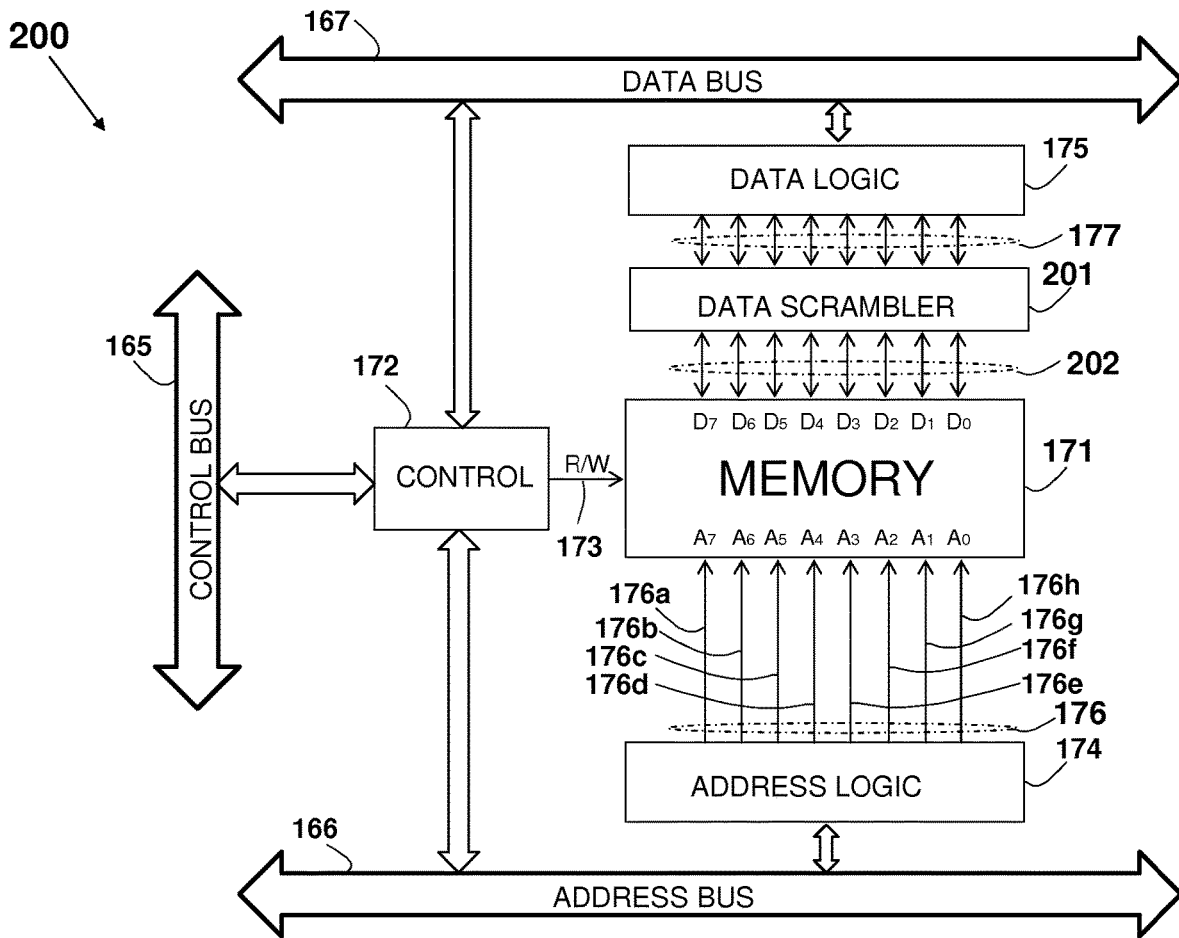 200
167
DATA BUS
DATA LOGIC
175
177
DATA SCRAMBLER
201
202
165
CONTROL BUS
172
CONTROL
R/W
173
D7 D6 D5 D4 D3 D2 D1 D0
MEMORY
171
A7 A6 A5 A4 A3 A2 A1 A0
176a
176b
176c
176d
176h
176g
176f
176e
176
ADDRESS LOGIC
174
166
ADDRESS BUS